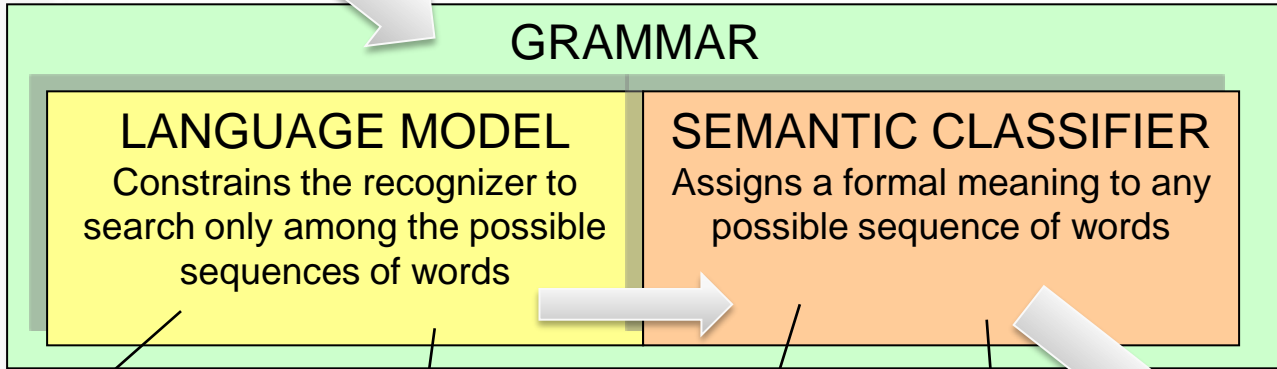 GRAMMAR
LANGUAGE MODEL
Constrains the recognizer to
search only among the possible
sequences of words
SEMANTIC CLASSIFIER
Assigns a formal meaning to any
possible sequence of words